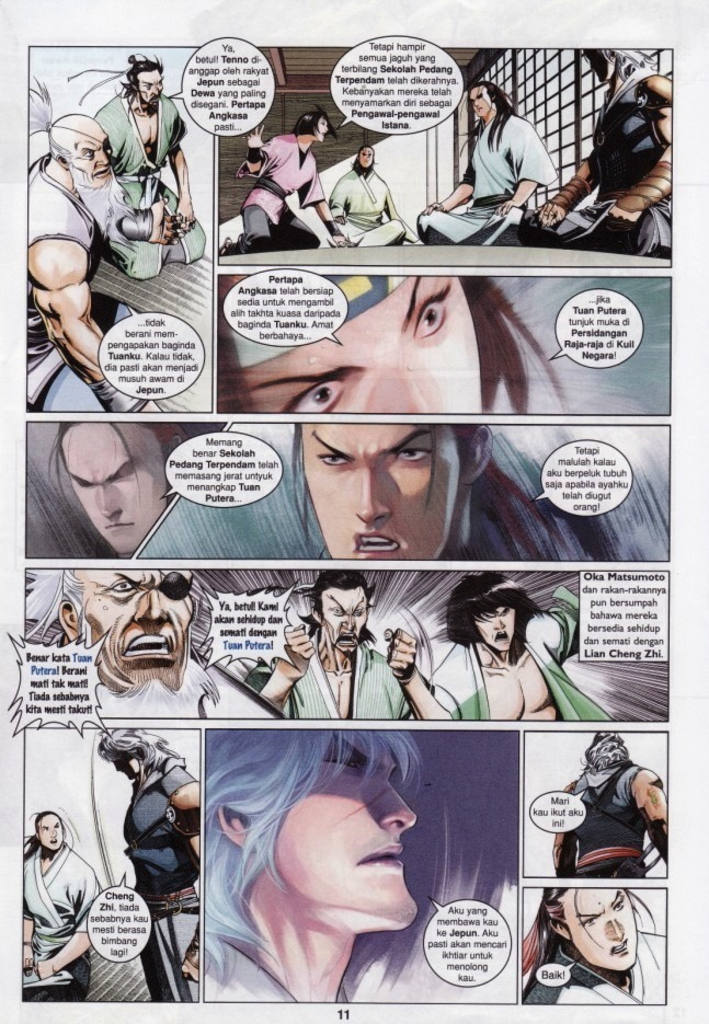 Ya,
betul! Tenno di-
anggap oleh rakyat
Jepun sebagai
Dewa yang paling
disegani. Pertapa
Angkasa
pasti...
...tidak
berani mem-
pengapakan baginda
Tuanku. Kalau tidak,
dia pasti akan menjadi
musuh awam di
Jepun.
Tetapi hampir
semua jaguh yang
terbilang Sekolah Pedang
Terpendam telah dikerahnya.
Kebanyakan mereka telah
menyamarkan diri sebagai
Pengawal-pengawal
Istana.
Pertapa
Angkasa telah bersiap
sedia untuk mengambil
alih takhta kuasa daripada
baginda Tuanku. Amat
berbahaya...
...jika
Tuan Putera
tunjuk muka di
Persidangan
Raja-raja di Kuil
Negara!
Memang
benar Sekolah
Pedang Terpendam telah
memasang jerat untyuk
menangkap Tuan
Putera...
Tetapi
malulah kalau
aku berpeluk tubuh
saja apabila ayahku
telah diugut
orang!
Benar kata Tuan
Putera! Berani
mati tak mati!
Tiada sebabnya
kita mesti takut!
Ya, betul! Kami
akan sehidup dan
semati dengan
Tuan Putera!
Oka Matsumoto
dan rakan-rakannya
pun bersumpah
bahawa mereka
bersedia sehidup
dan semati dengan
Lian Cheng Zhi.
Cheng
Zhi, tiada
sebabnya kau
mesti berasa
bimbang
lagi!
Aku yang
membawa kau
ke Jepun. Aku
pasti akan mencari
ikhtiar untuk
menolong
kau.
Mari
kau ikut aku
ini!
Baik!
11